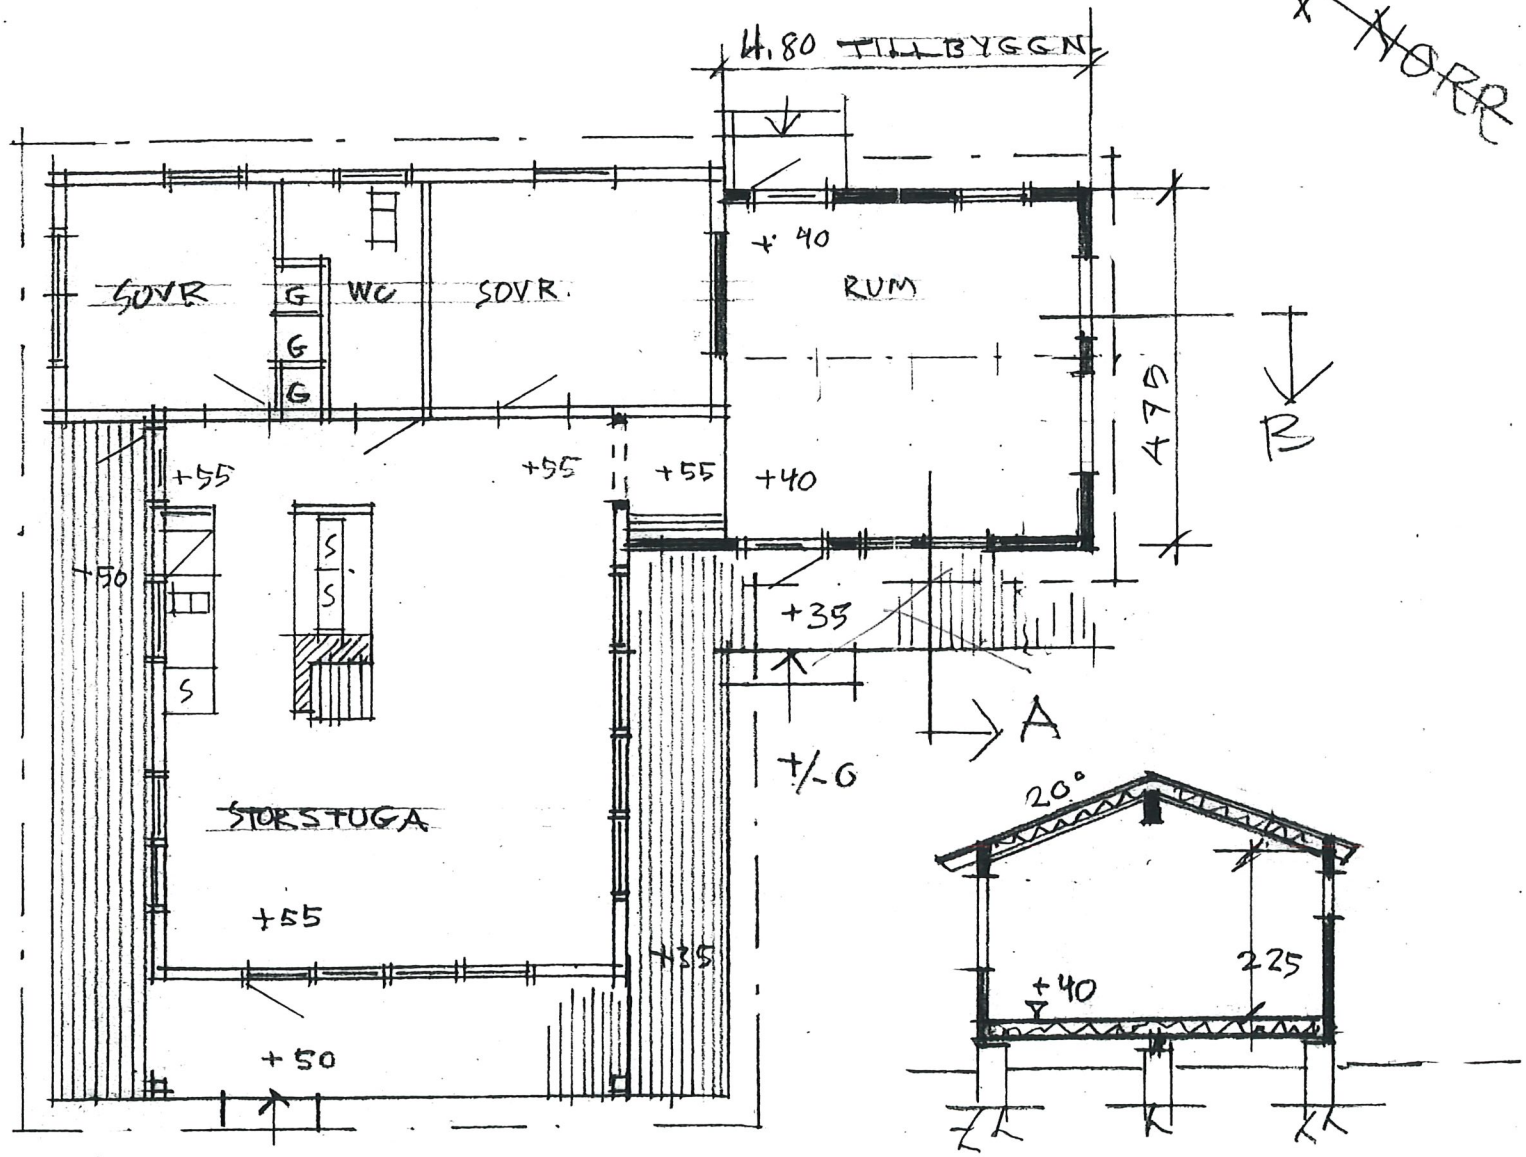 NORR
4.80 TILLBYGGN
+ 40
SOVR
G
WC
SOVR.
RUM
G
G
475
B
+55
+55
+55
+40
S
+50
S
+35
S
A
+/-0
20°
STORSTUGA
+55
+35
225
+40
+50